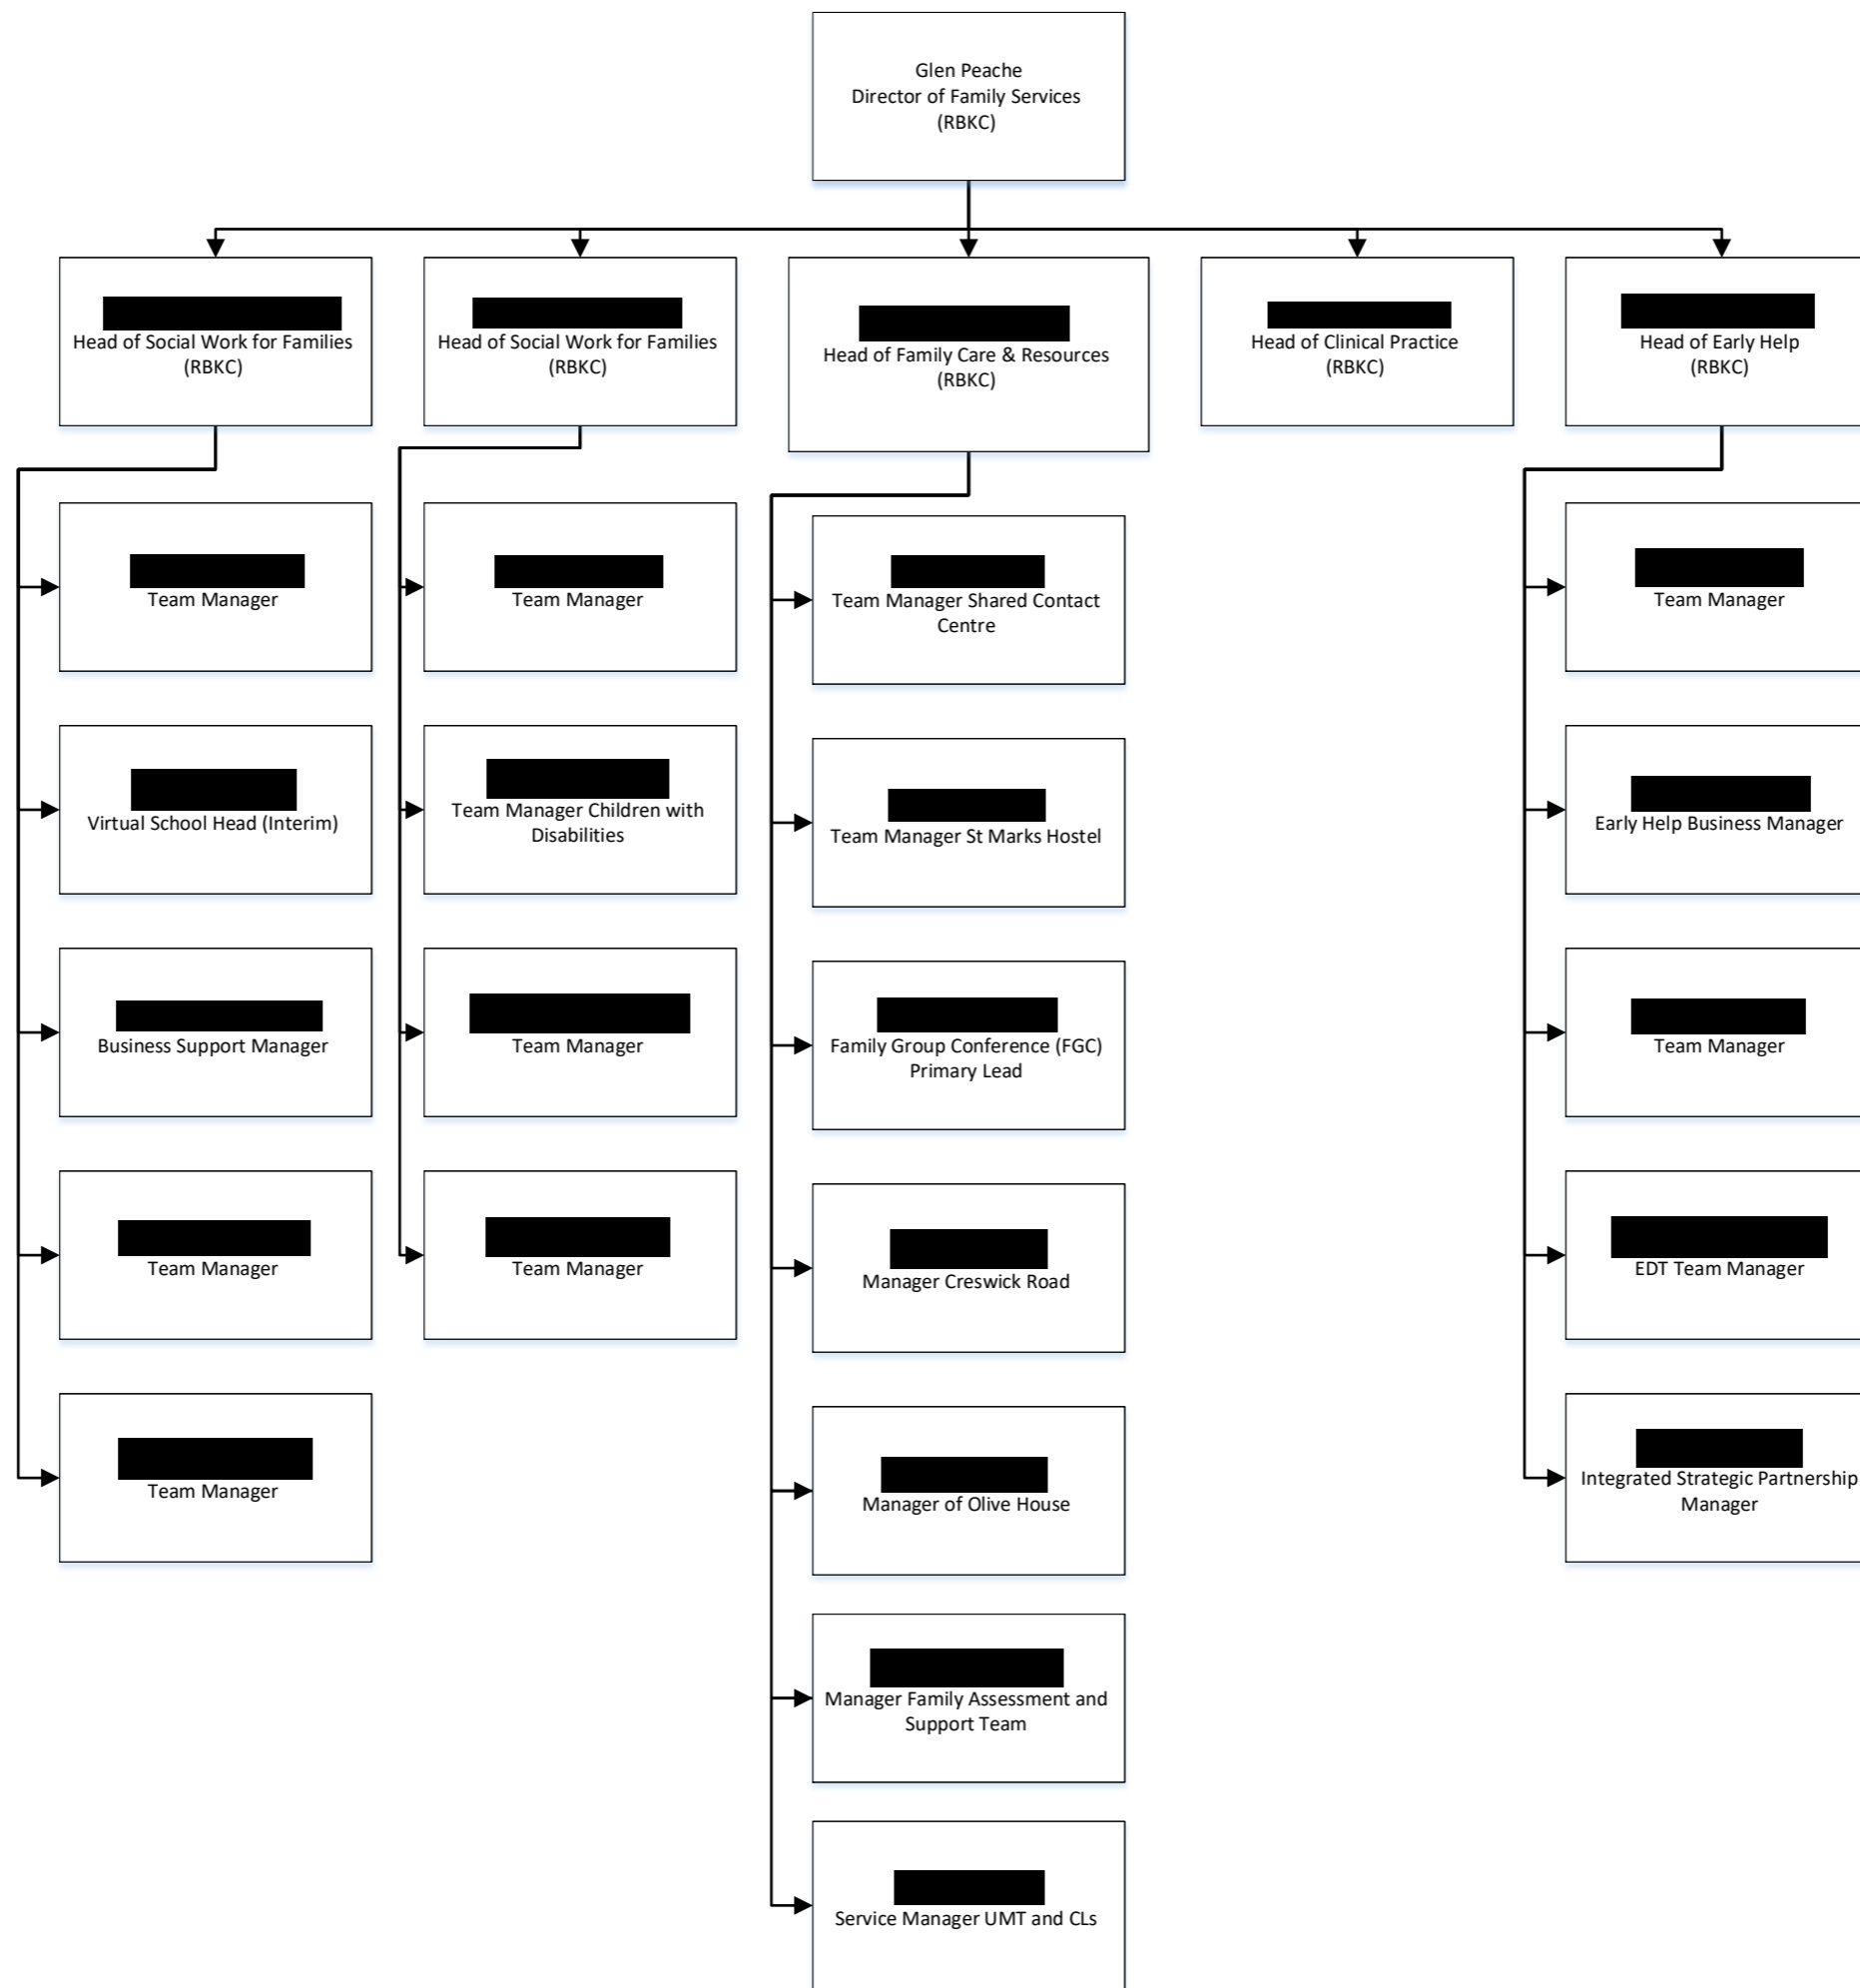 Glen Peache
Director of Family Services
(RBKC)
Head of Social Work for Families
(RBKC)
Head of Social Work for Families
(RBKC)
Head of Family Care & Resources
(RBKC)
Head of Clinical Practice
(RBKC)
Head of Early Help
(RBKC)
Team Manager
Virtual School Head (Interim)
Business Support Manager
Team Manager
Team Manager
Team Manager
Team Manager Children with
Disabilities
Team Manager
Team Manager
Team Manager Shared Contact
Centre
Team Manager St Marks Hostel
Family Group Conference (FGC)
Primary Lead
Manager Creswick Road
Manager of Olive House
Manager Family Assessment and
Support Team
Service Manager UMT and CLs
Team Manager
Early Help Business Manager
Team Manager
EDT Team Manager
Integrated Strategic Partnership
Manager